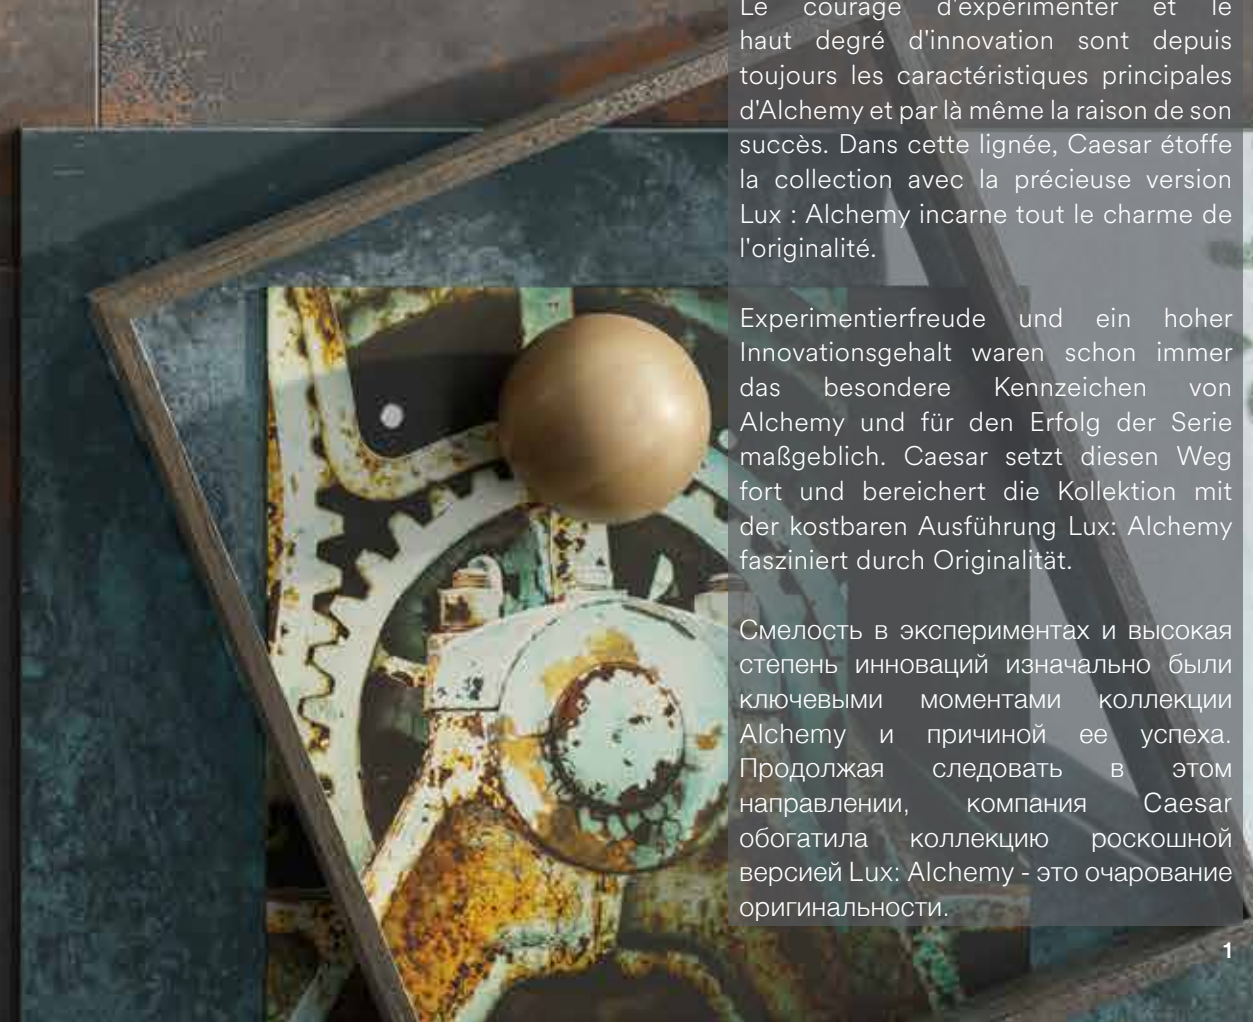 Le courage d'expérimenter et le
haut degré d'innovation sont depuis
toujours les caractéristiques principales
d'Alchemy et par là même la raison de son
succès. Dans cette lignée, Caesar étoffe
la collection avec la précieuse version
Lux : Alchemy incarne tout le charme de
l'originalité.
Experimentierfreude und ein hoher
Innovationsgehalt waren schon immer
das besondere Kennzeichen von
Alchemy und für den Erfolg der Serie
maßgeblich. Caesar setzt diesen Weg
fort und bereichert die Kollektion mit
der kostbaren Ausführung Lux: Alchemy
fasziniert durch Originalität.
Смелость в экспериментах и высокая
степень инноваций изначально были
ключевыми моментами коллекции
Alchemy и причиной ее успеха.
Продолжая следовать в этом
направлении, компания Caesar
обогатила коллекцию роскошной
версией Lux: Alchemy - это очарование
оригинальности.
1